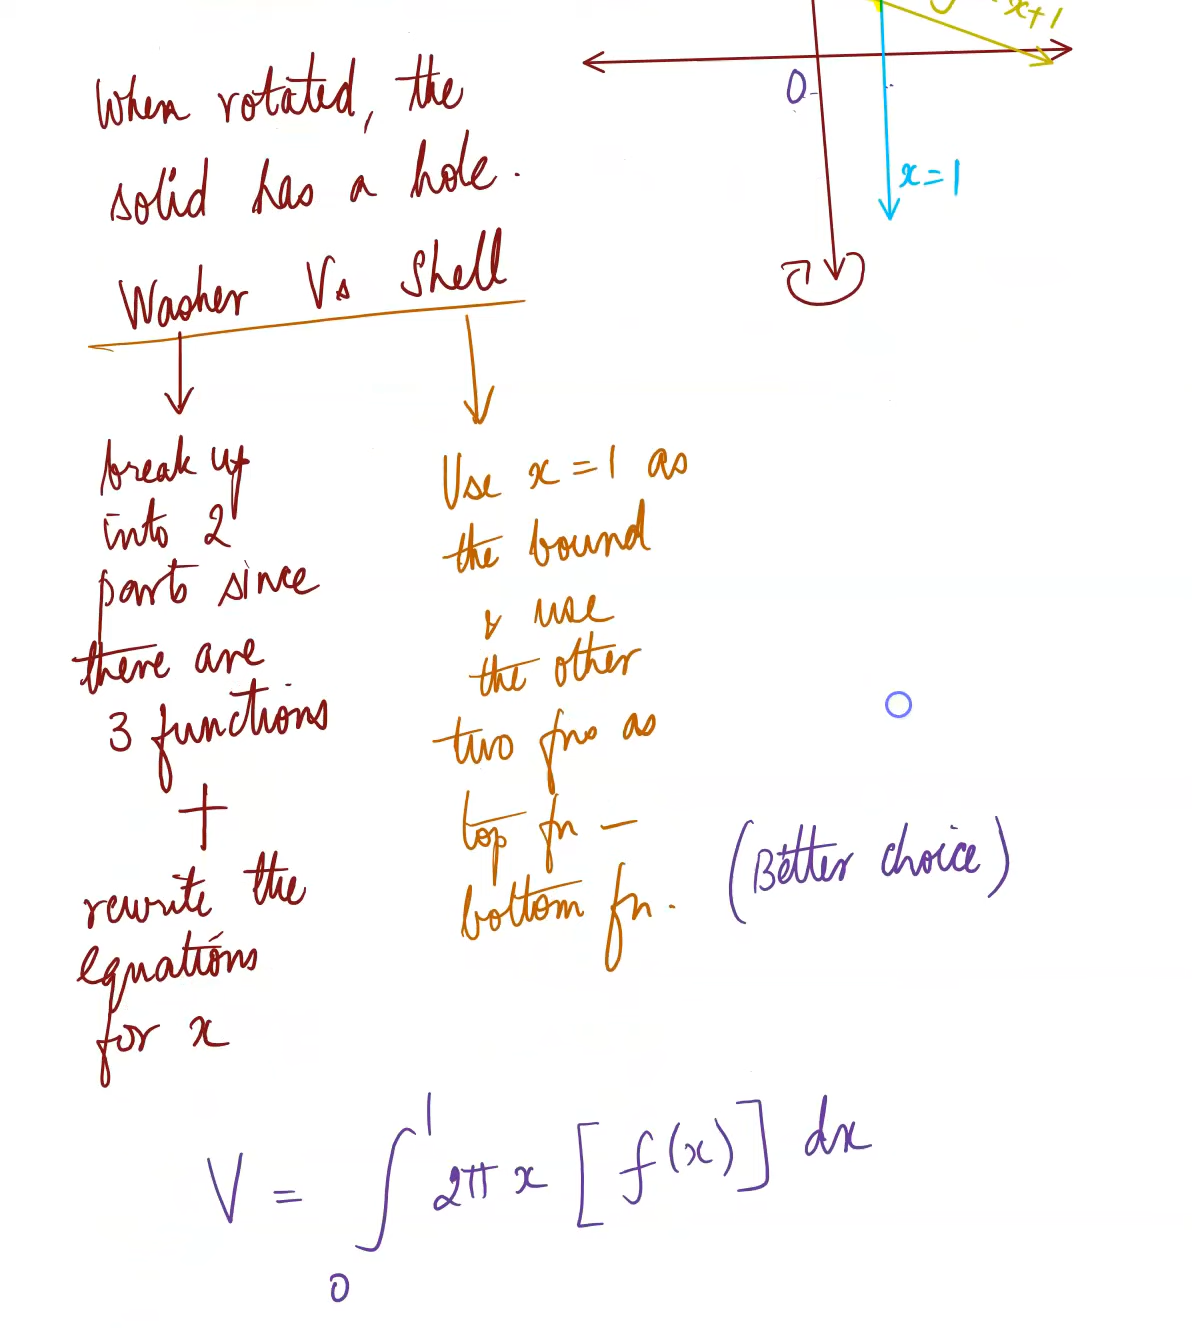 x+1
0
x=1
When rotated, the
solid has a hole.
Washer Vs Shell
break up
into 2
parts since
there are
3 functions
+
rewrite the
equations
for x
Use x=1 as
the bound
& use
the other
two fns as
top fn –
bottom fn.
(Better choice)
V = ∫₀¹ 2πx [f(x)] dx